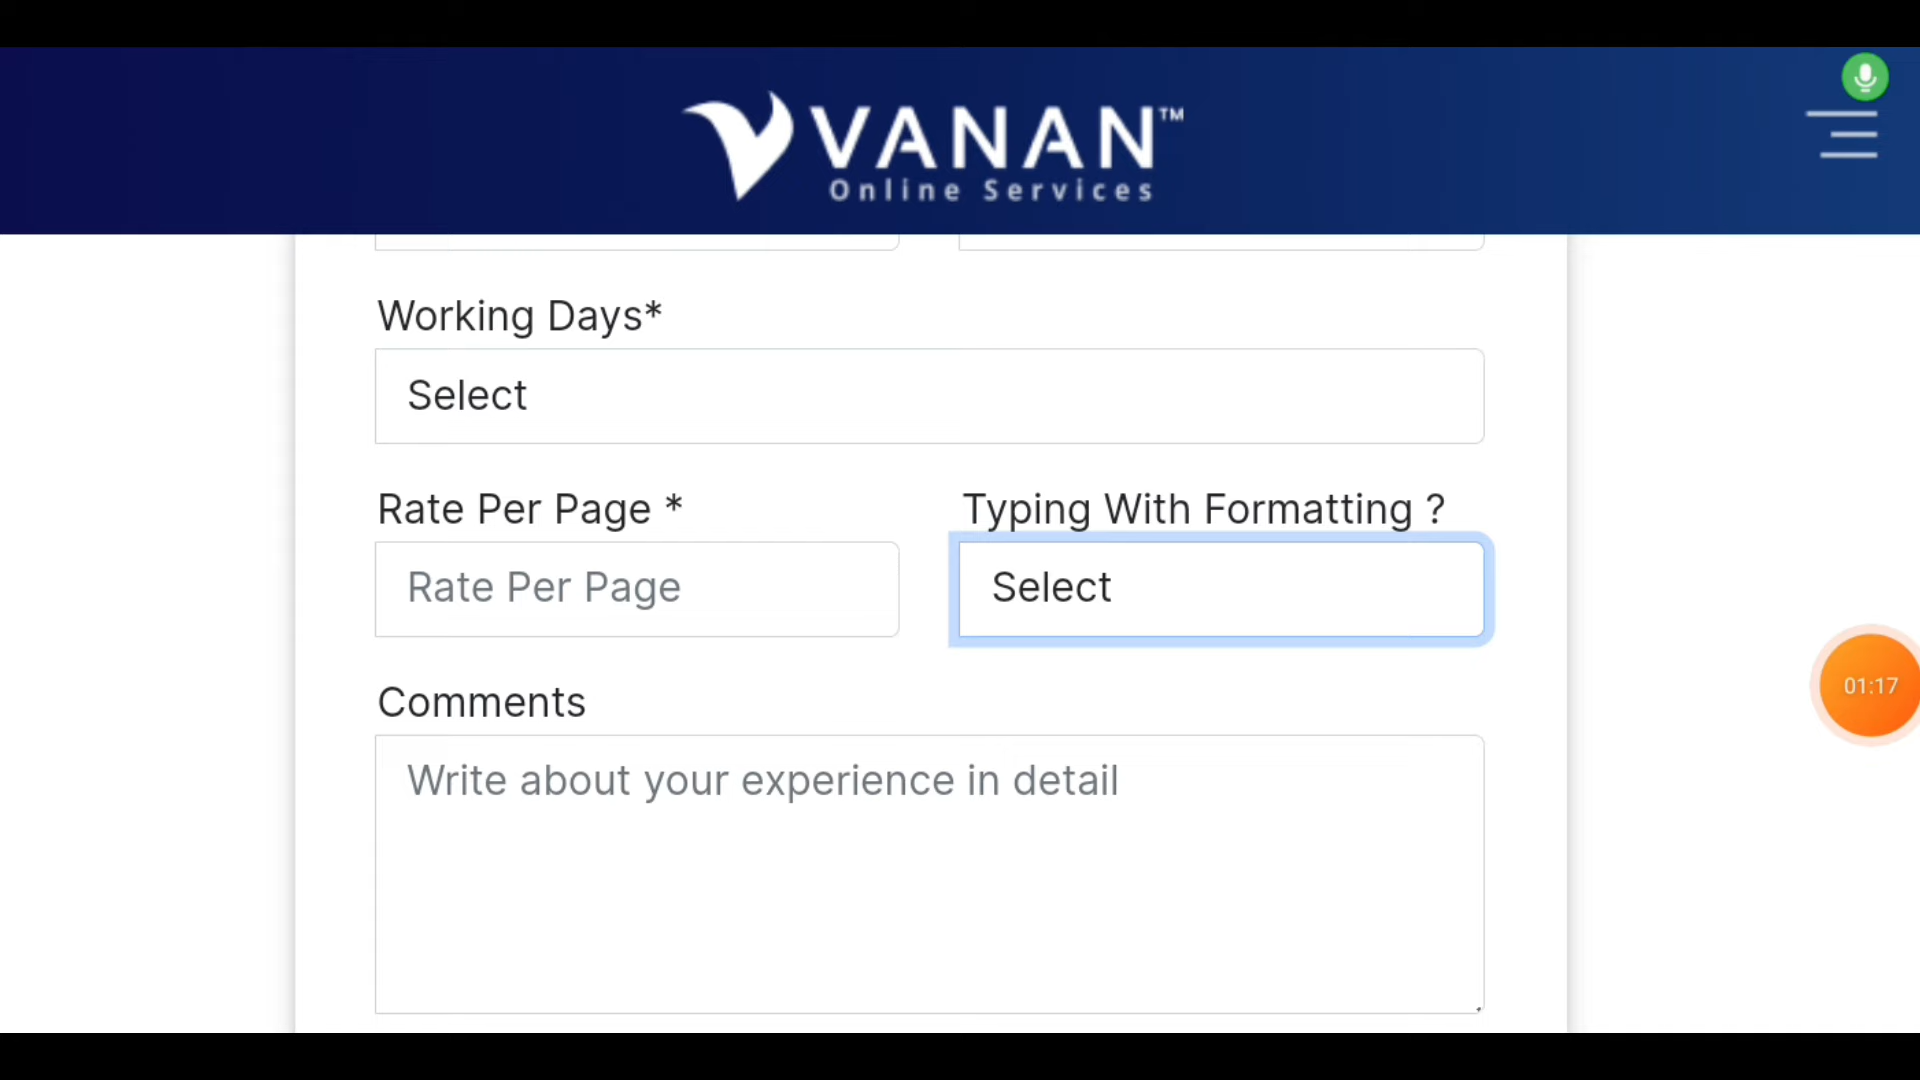 VANAN™
Online Services
Working Days*
Select
Rate Per Page *
Typing With Formatting ?
Rate Per Page
Select
Comments
Write about your experience in detail
01:17